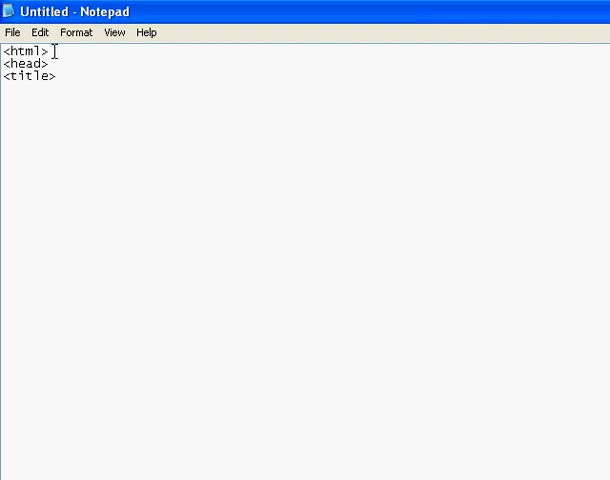 Untitled - Notepad
File Edit Format View Help
<html>
<head>
<title>